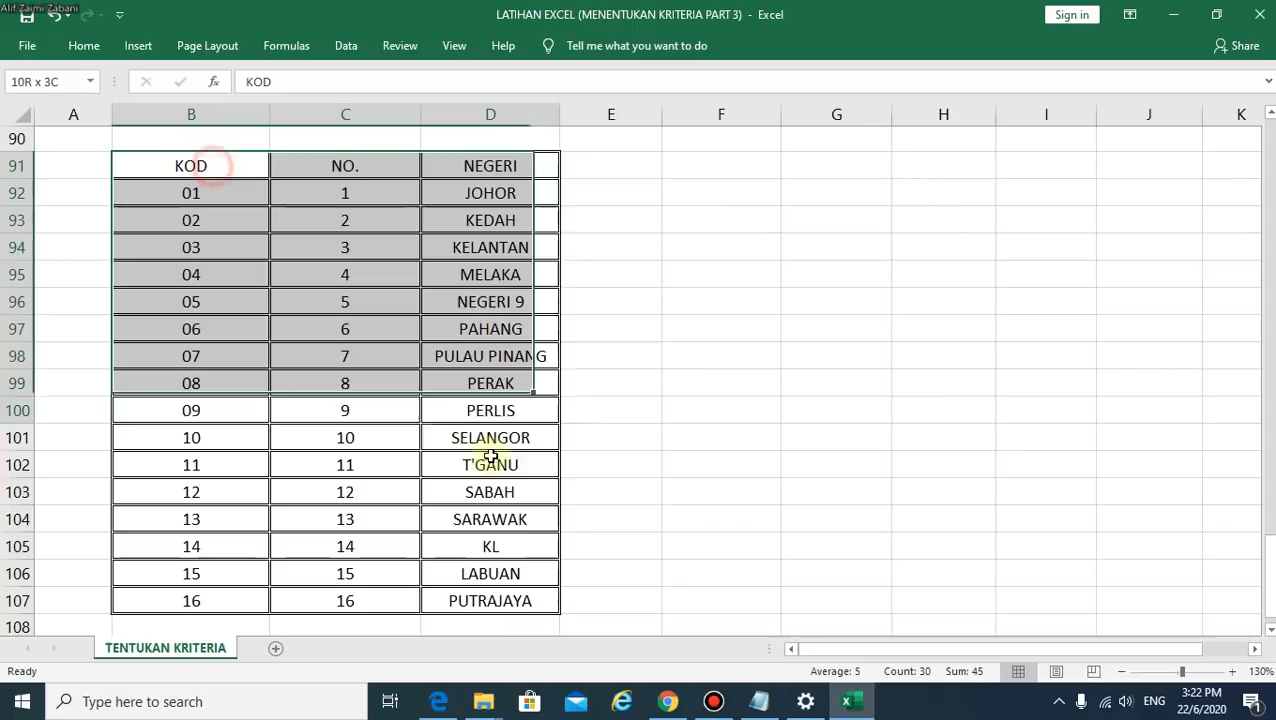 Alif Zaimi Zabani
LATIHAN EXCEL (MENENTUKAN KRITERIA PART 3) - Excel
Sign in
File Home Insert Page Layout Formulas Data Review View Help Tell me what you want to do Share
10R x 3C fx KOD
A B C D E F G H I J K
90
91 KOD NO. NEGERI
92 01 1 JOHOR
93 02 2 KEDAH
94 03 3 KELANTAN
95 04 4 MELAKA
96 05 5 NEGERI 9
97 06 6 PAHANG
98 07 7 PULAU PINANG
99 08 8 PERAK
100 09 9 PERLIS
101 10 10 SELANGOR
102 11 11 T'GANU
103 12 12 SABAH
104 13 13 SARAWAK
105 14 14 KL
106 15 15 LABUAN
107 16 16 PUTRAJAYA
108
TENTUKAN KRITERIA
Ready Average: 5 Count: 30 Sum: 45 130%
Type here to search ENG 3:22 PM
22/6/2020 1